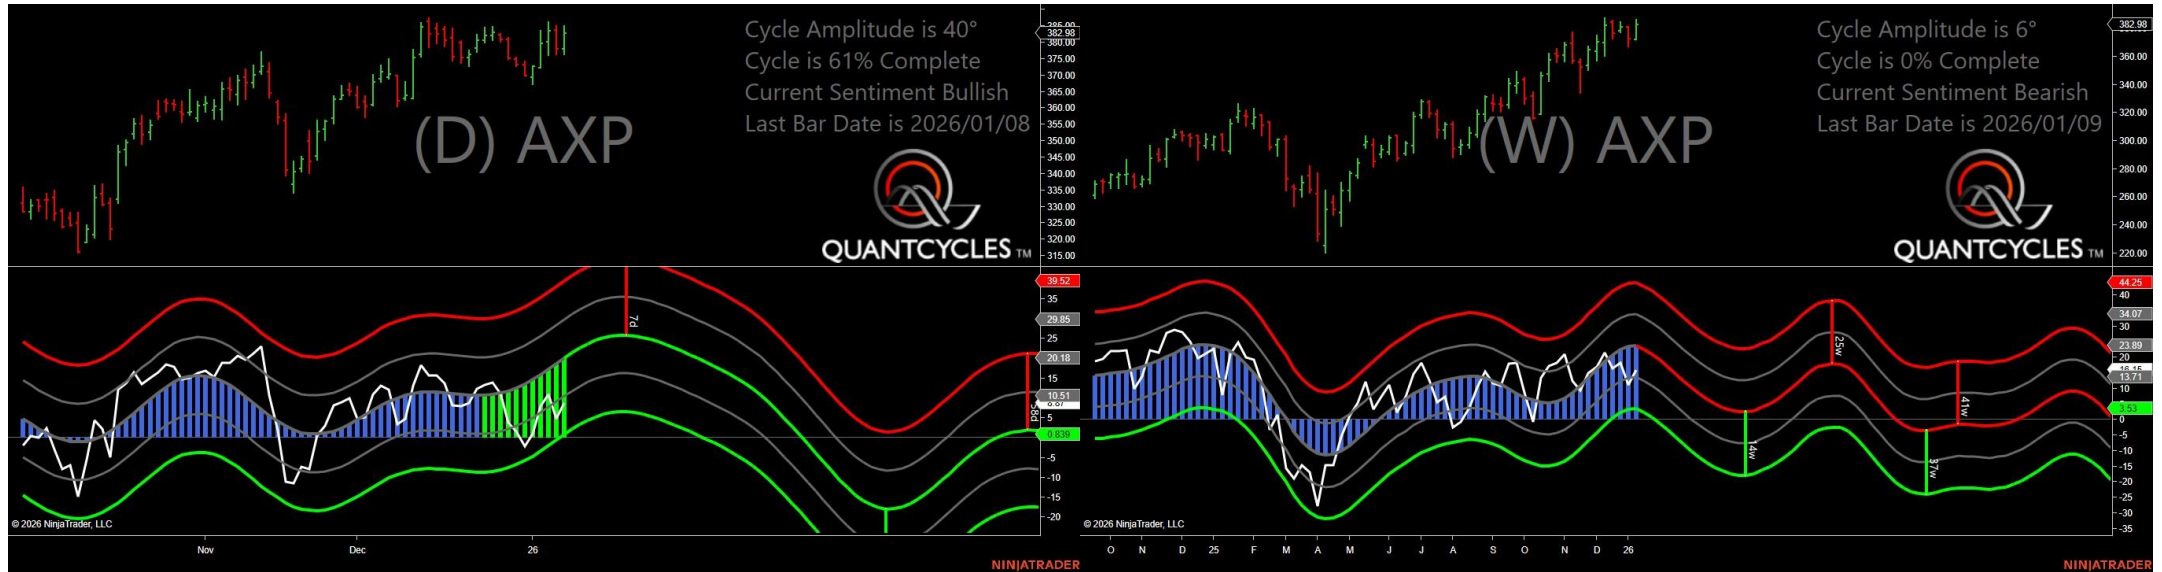 Cycle Amplitude is 40°
Cycle is 61% Complete
Current Sentiment Bullish
Last Bar Date is 2026/01/08
(D) AXP
QUANTCYCLES TM
382.98
380.00
375.00
370.00
365.00
360.00
355.00
350.00
345.00
340.00
335.00
330.00
325.00
320.00
315.00
39.52
35
29.85
25
20.18
15
10.51
5
0.839
-5
-10
-15
-20
7d
58d
© 2026 NinjaTrader, LLC
Nov
Dec
26
NINJATRADER
Cycle Amplitude is 6°
Cycle is 0% Complete
Current Sentiment Bearish
Last Bar Date is 2026/01/09
(W) AXP
QUANTCYCLES TM
382.98
360.00
340.00
320.00
300.00
280.00
260.00
240.00
220.00
44.25
40
34.07
30
23.89
20
13.71
10
3.53
0
-5
-10
-15
-20
-25
-30
-35
14w
25w
37w
41w
© 2026 NinjaTrader, LLC
O N D 25 F M A M J J A S O N D 26
NINJATRADER